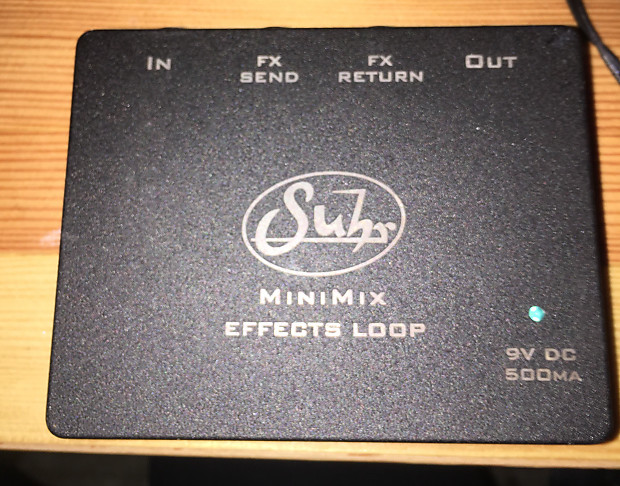 IN FX FX OUT
SEND RETURN
Suhr
MINIMIX
EFFECTS LOOP
9V DC
500MA